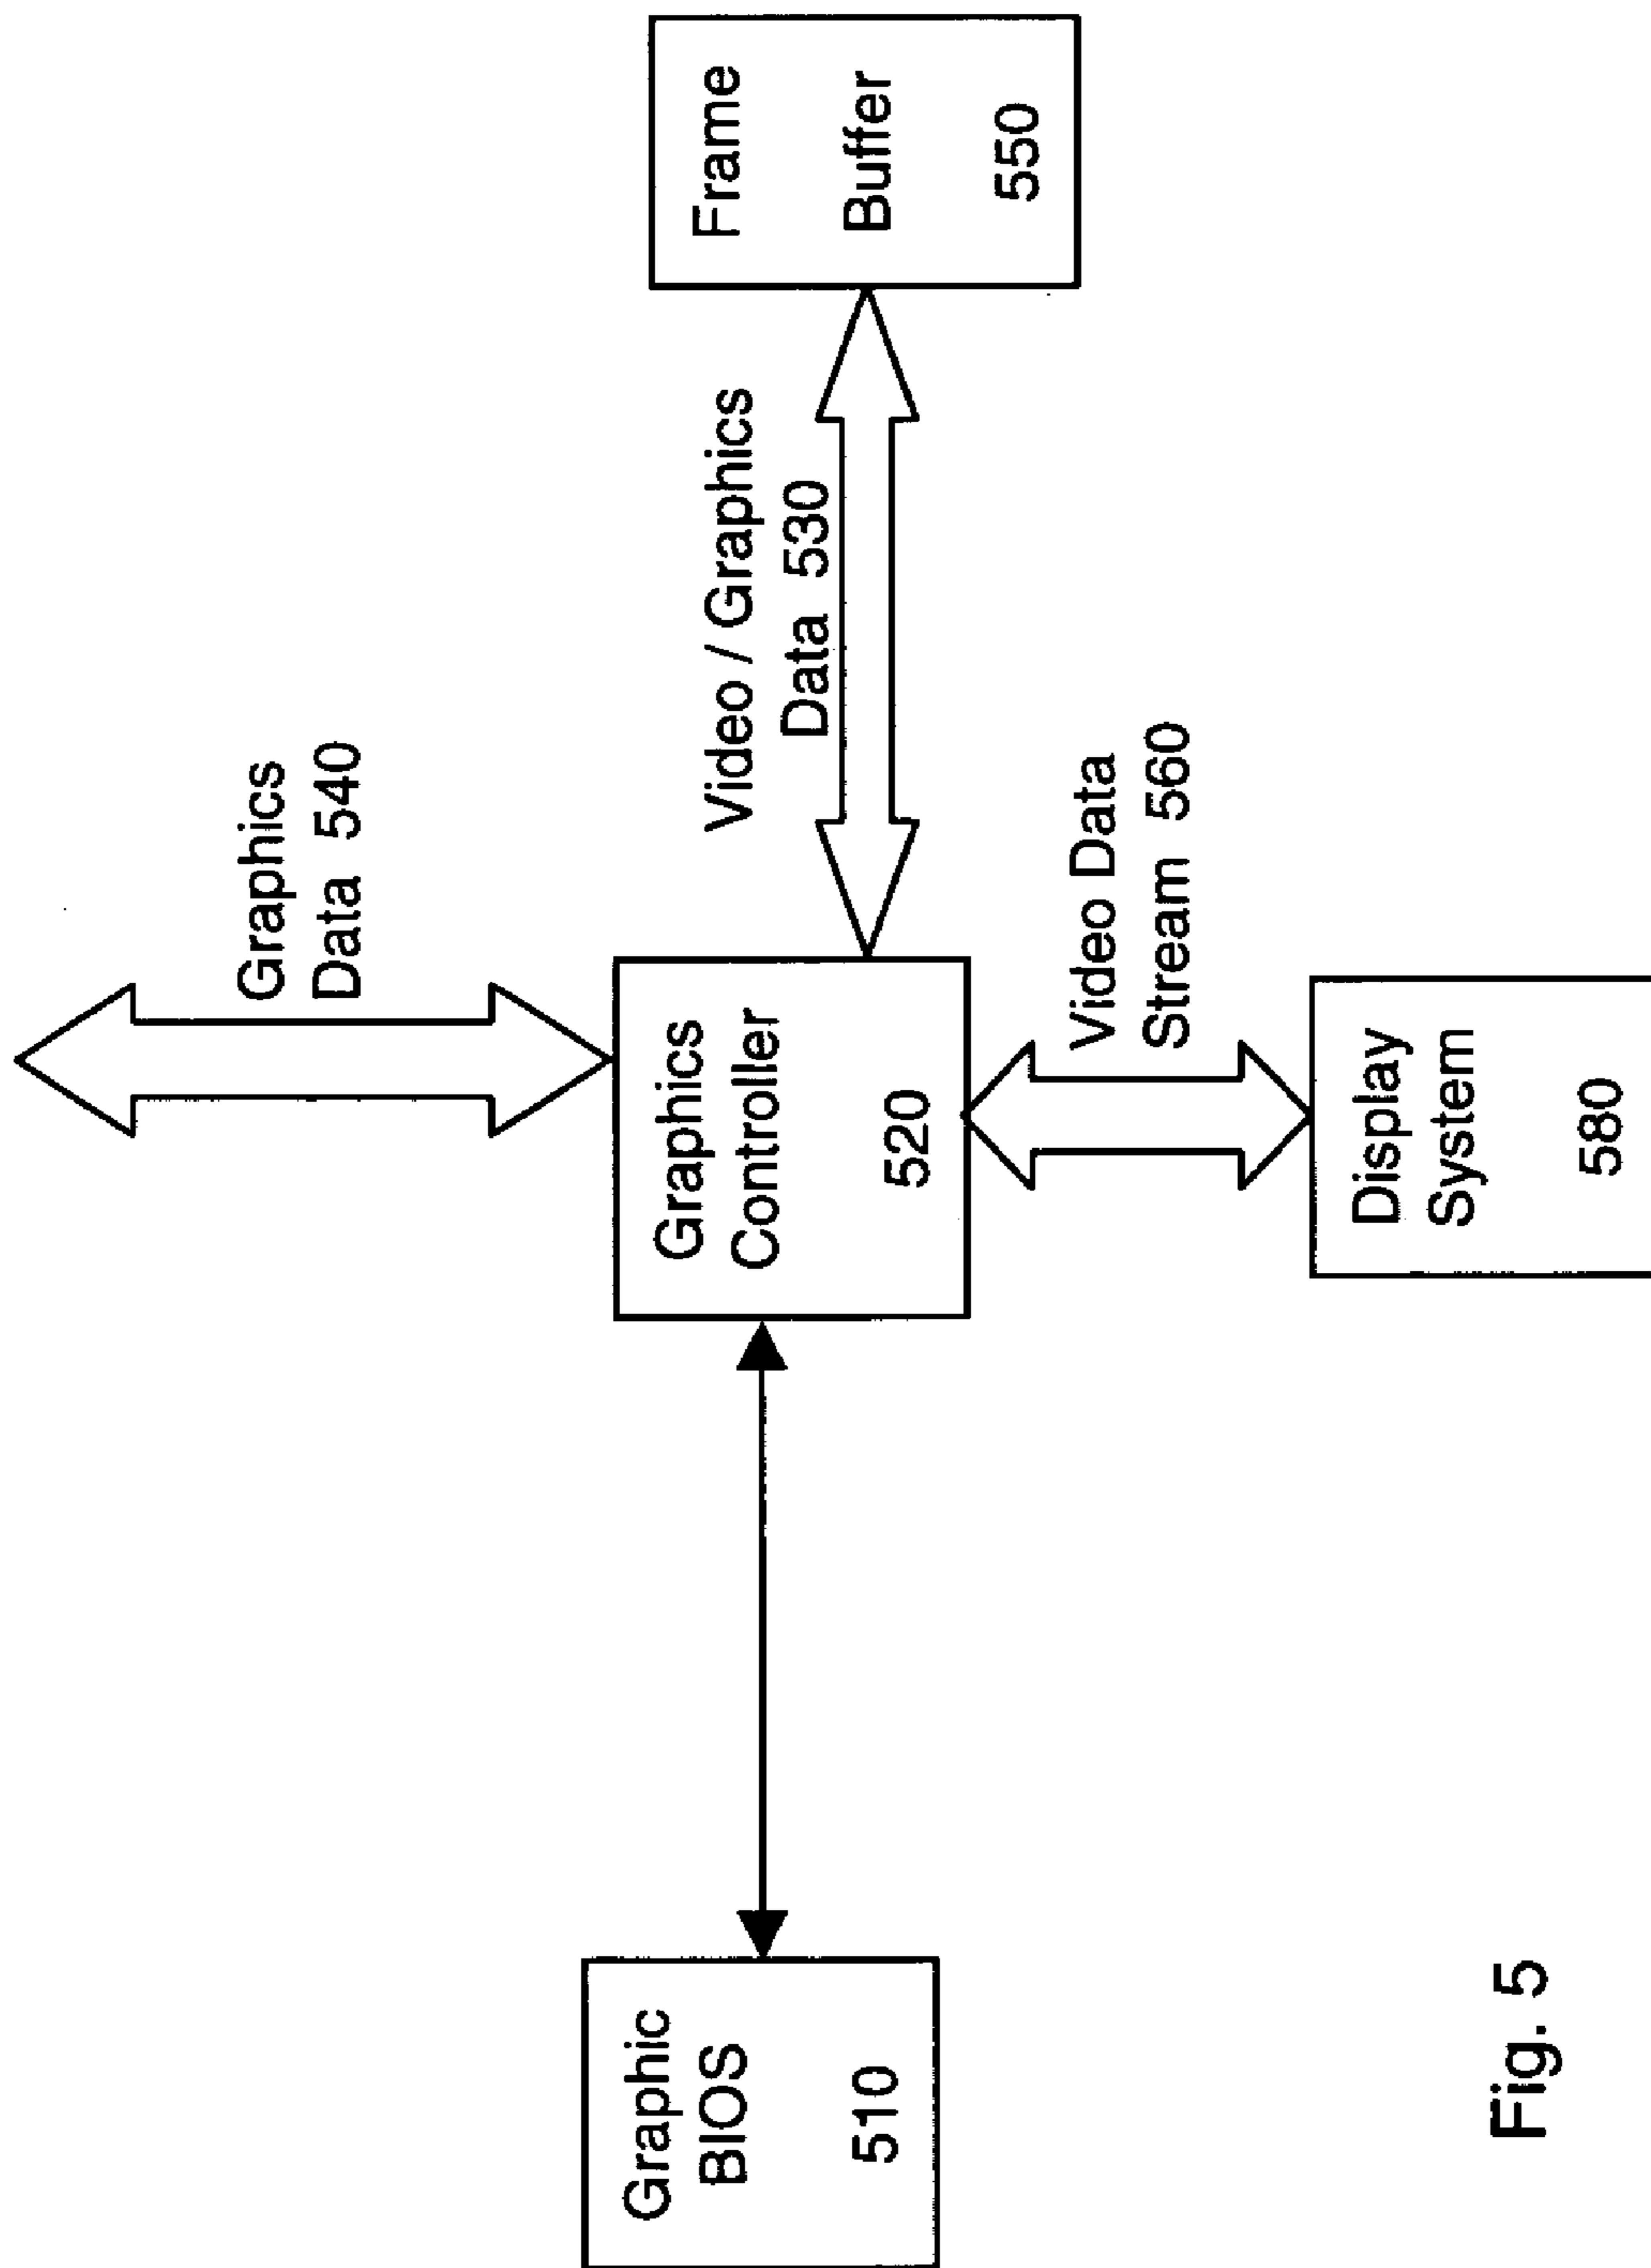 Graphics
Data 540
Graphic
BIOS
510
Graphics
Controller
520
Video / Graphics
Data 530
Frame
Buffer
550
Video Data
Stream 560
Display
System
580
Fig. 5